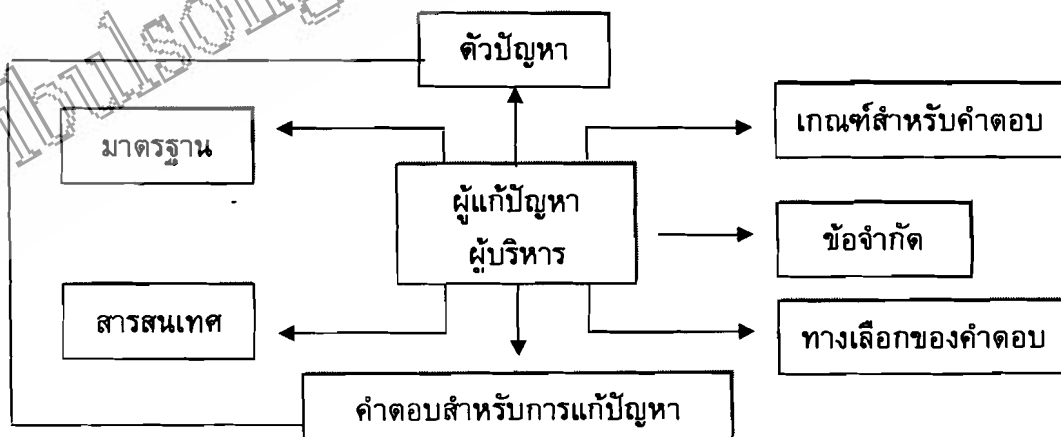 ตัวปัญหา
มาตรฐาน
เกณฑ์สำหรับคำตอบ
ผู้แก้ปัญหา
ผู้บริหาร
ข้อจำกัด
สารสนเทศ
ทางเลือกของคำตอบ
คำตอบสำหรับการแก้ปัญหา